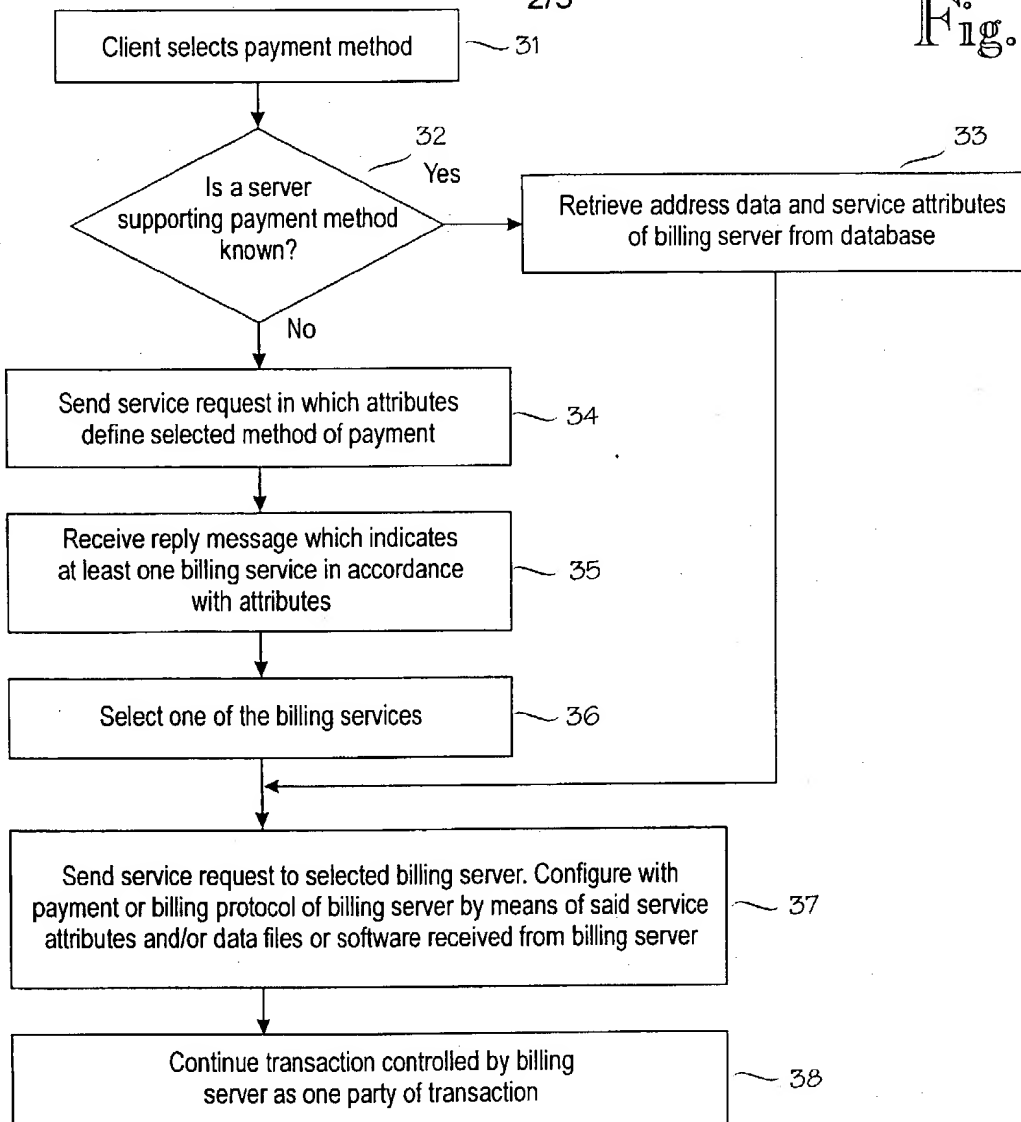 2/3
Fig.
Client selects payment method
31
32
Yes
33
Is a server
supporting payment method
known?
Retrieve address data and service attributes
of billing server from database
No
Send service request in which attributes
define selected method of payment
34
Receive reply message which indicates
at least one billing service in accordance
with attributes
35
Select one of the billing services
36
Send service request to selected billing server. Configure with
payment or billing protocol of billing server by means of said service
attributes and/or data files or software received from billing server
37
Continue transaction controlled by billing
server as one party of transaction
38